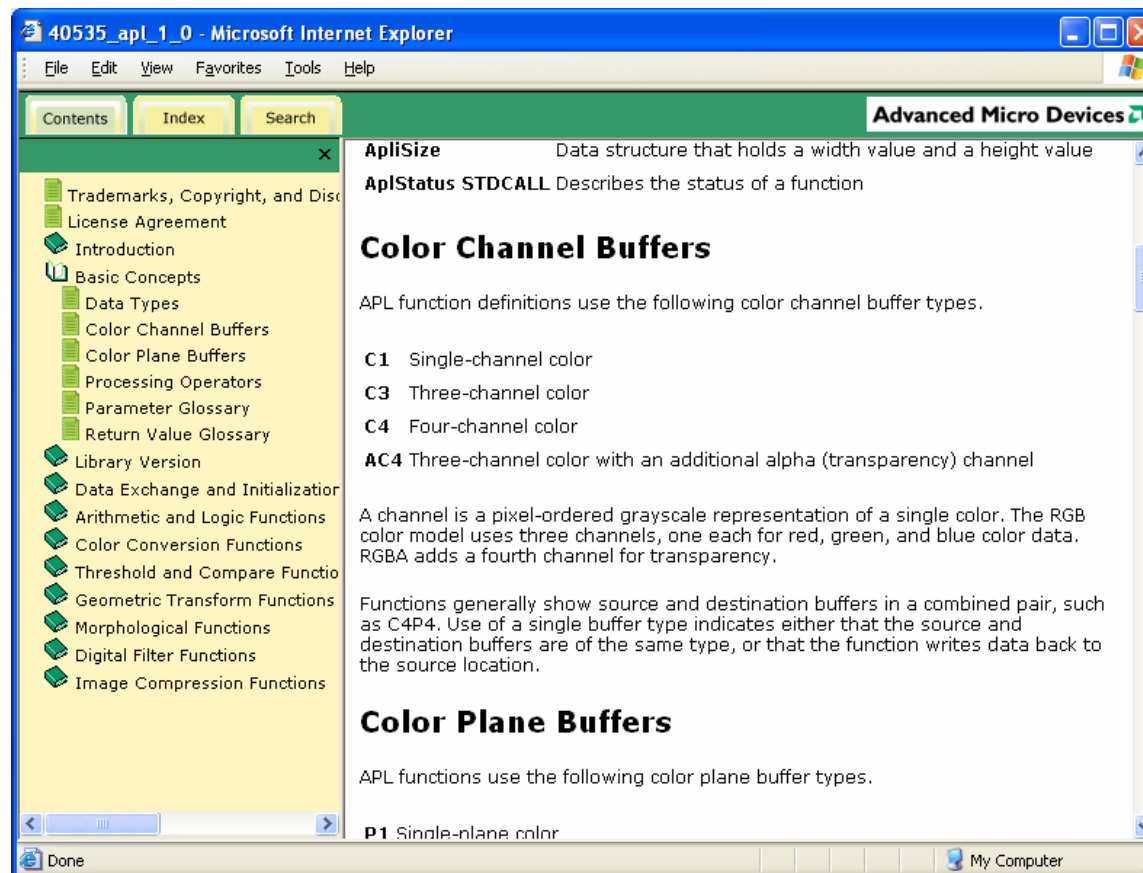 40535_apl_1_0 - Microsoft Internet Explorer
File Edit View Favorites Tools Help
Contents Index Search
Advanced Micro Devices
Trademarks, Copyright, and Disc
License Agreement
Introduction
Basic Concepts
Data Types
Color Channel Buffers
Color Plane Buffers
Processing Operators
Parameter Glossary
Return Value Glossary
Library Version
Data Exchange and Initialization
Arithmetic and Logic Functions
Color Conversion Functions
Threshold and Compare Functio
Geometric Transform Functions
Morphological Functions
Digital Filter Functions
Image Compression Functions
ApliSize Data structure that holds a width value and a height value
AplStatus STDCALL Describes the status of a function
Color Channel Buffers
APL function definitions use the following color channel buffer types.
C1 Single-channel color
C3 Three-channel color
C4 Four-channel color
AC4 Three-channel color with an additional alpha (transparency) channel
A channel is a pixel-ordered grayscale representation of a single color. The RGB
color model uses three channels, one each for red, green, and blue color data.
RGBA adds a fourth channel for transparency.
Functions generally show source and destination buffers in a combined pair, such
as C4P4. Use of a single buffer type indicates either that the source and
destination buffers are of the same type, or that the function writes data back to
the source location.
Color Plane Buffers
APL functions use the following color plane buffer types.
P1 Single-plane color
Done
My Computer